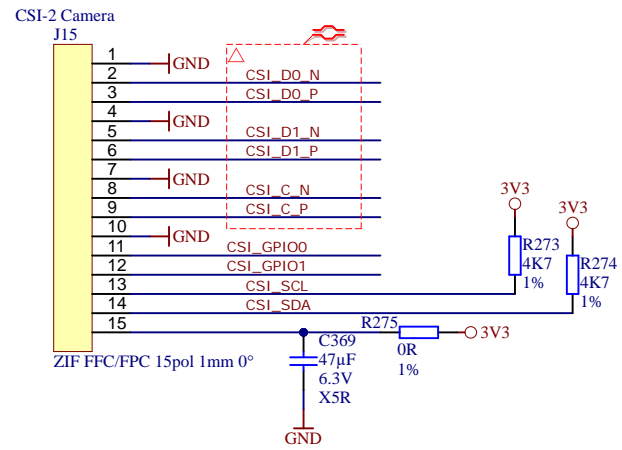 CSI-2 Camera
J15
1
GND
2
CSI_D0_N
3
CSI_D0_P
4
GND
5
CSI_D1_N
6
CSI_D1_P
7
GND
8
CSI_C_N
9
CSI_C_P
10
GND
11
CSI_GPIO0
12
CSI_GPIO1
13
CSI_SCL
14
CSI_SDA
15
ZIF FFC/FPC 15pol 1mm 0°
3V3
R273
4K7
1%
3V3
R274
4K7
1%
R275
0R
1%
3V3
C369
47µF
6.3V
X5R
GND